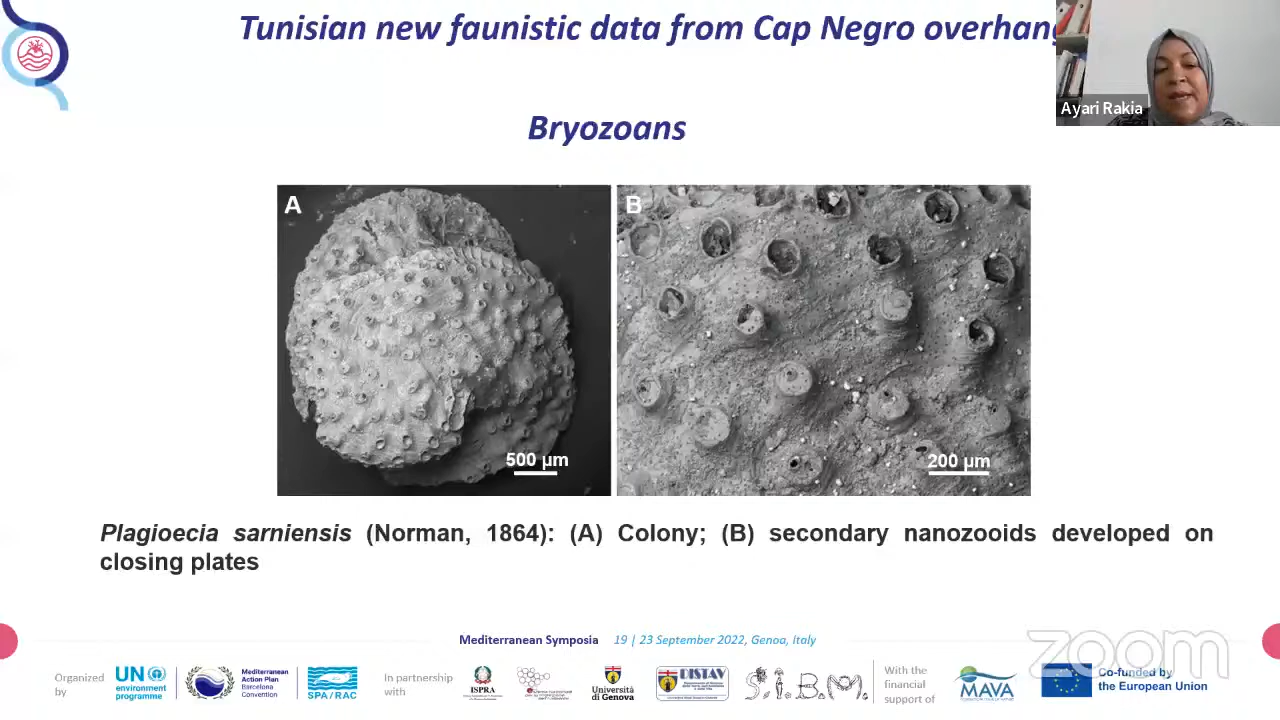 Tunisian new faunistic data from Cap Negro overhang
Ayari Rakia
Bryozoans
A
B
500 µm
200 µm
Plagioecia sarniensis (Norman, 1864): (A) Colony; (B) secondary nanozooids developed on
closing plates
Mediterranean Symposia 19 | 23 September 2022, Genoa, Italy
zoom
Organized
by
UN
environment
programme
Mediterranean
Action Plan
Barcelona
Convention
SPA/RAC
In partnership
with
ISPRA
Università
di Genova
DISTAV
S.I.B.M.
With the
financial
support of
MAVA
Co-funded by
the European Union